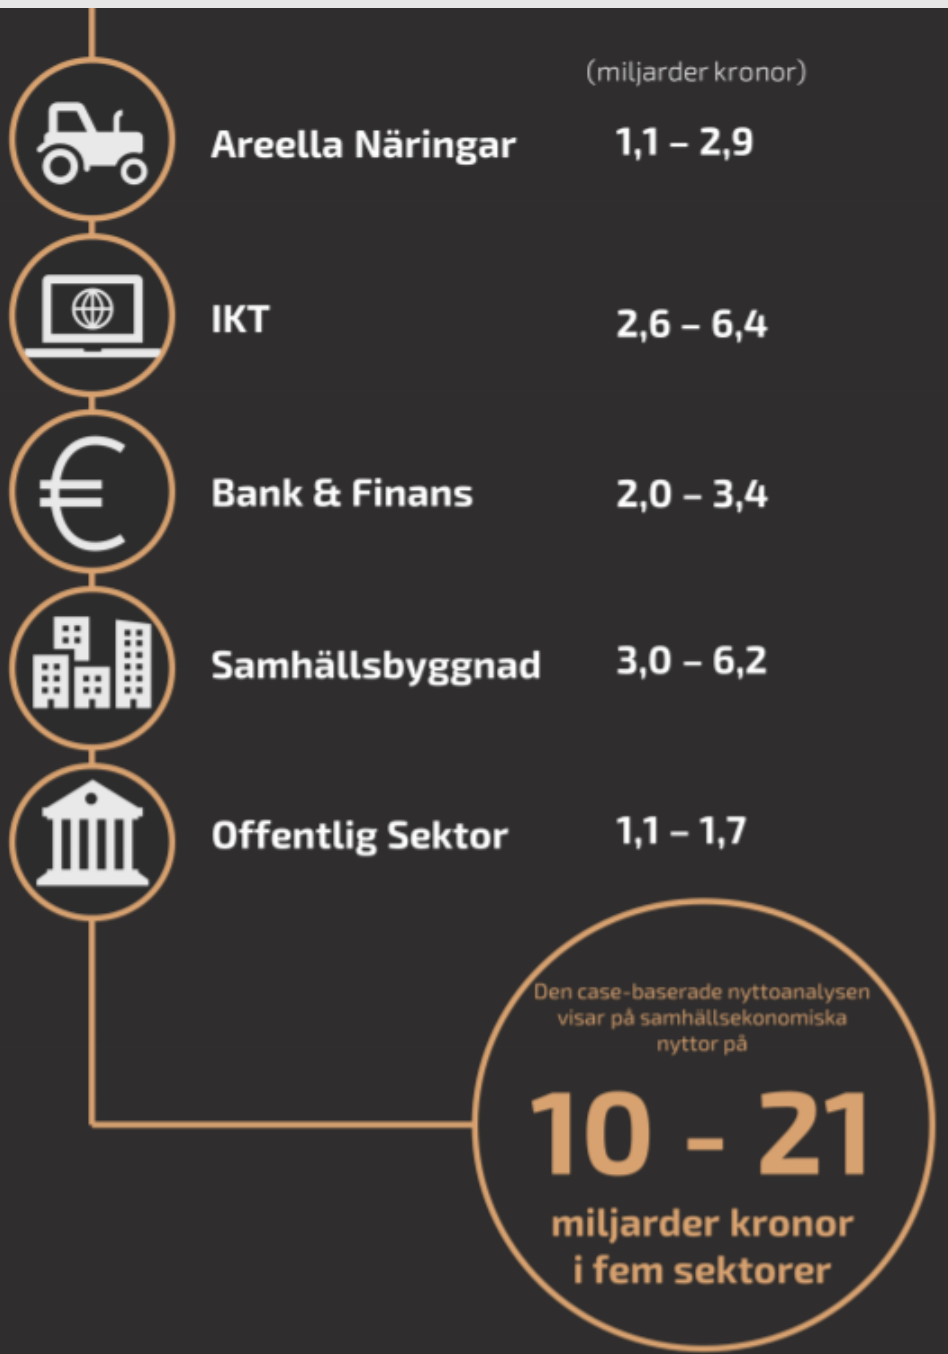 (miljarder kronor)
Areella Näringar 1,1 – 2,9
IKT 2,6 – 6,4
Bank & Finans 2,0 – 3,4
Samhällsbyggnad 3,0 – 6,2
Offentlig Sektor 1,1 – 1,7
Den case-baserade nyttoanalysen
visar på samhällsekonomiska
nyttor på
10 - 21
miljarder kronor
i fem sektorer